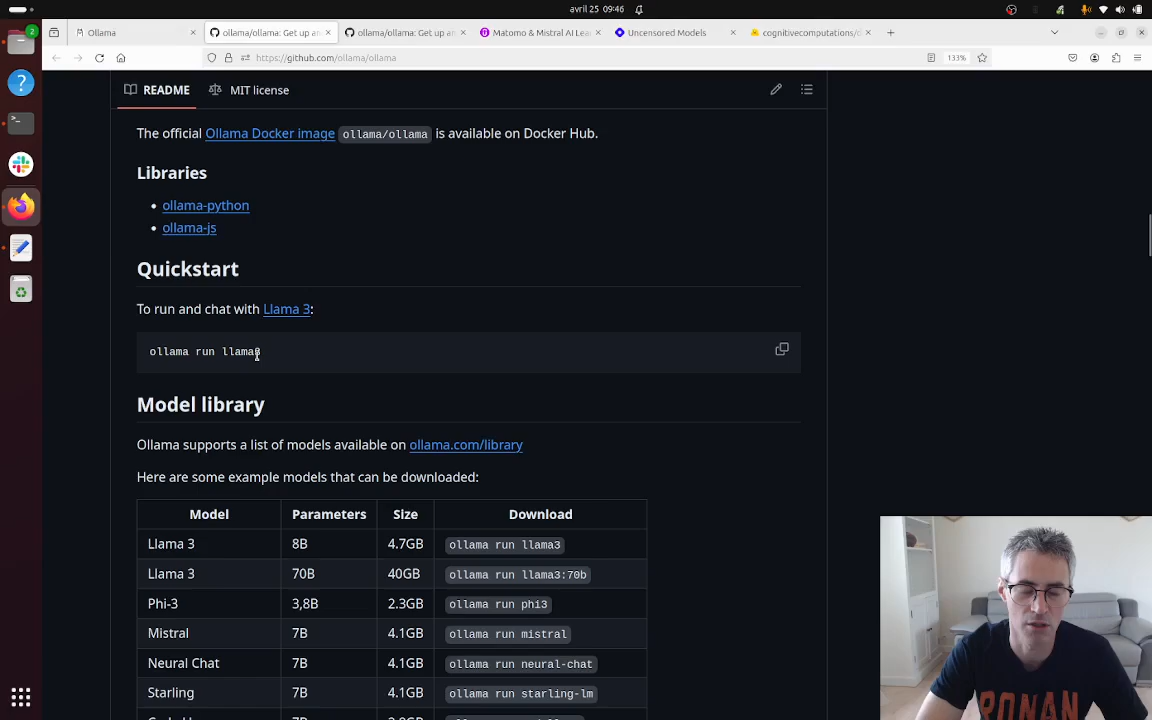 avril 25 09:46
2
Ollama
ollama/ollama: Get up an
ollama/ollama: Get up an
Matomo & Mistral AI Lea
Uncensored Models
cognitivecomputations/d
https://github.com/ollama/ollama
133%
README
MIT license
The official Ollama Docker image ollama/ollama is available on Docker Hub.
Libraries
ollama-python
ollama-js
Quickstart
To run and chat with Llama 3:
ollama run llama3
Model library
Ollama supports a list of models available on ollama.com/library
Here are some example models that can be downloaded:
Model Parameters Size Download
Llama 3 8B 4.7GB ollama run llama3
Llama 3 70B 40GB ollama run llama3:70b
Phi-3 3,8B 2.3GB ollama run phi3
Mistral 7B 4.1GB ollama run mistral
Neural Chat 7B 4.1GB ollama run neural-chat
Starling 7B 4.1GB ollama run starling-lm
RONAN